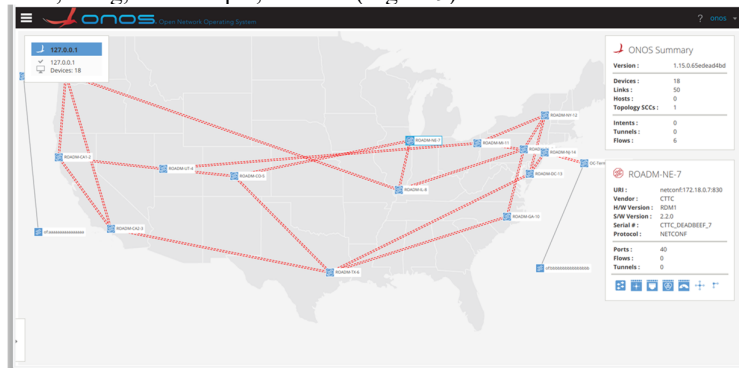 ONOS Open Network Operating System
? onos
127.0.0.1
127.0.0.1
Devices: 18
ONOS Summary
Version : 1.15.0.65edead4bd
Devices : 18
Links : 50
Hosts : 0
Topology SCCs : 1
Intents : 0
Tunnels : 0
Flows : 6
ROADM-NE-7
URI : netconf:172.18.0.7:830
Vendor : CTTC
H/W Version : RDM1
S/W Version : 2.2.0
Serial # : CTTC_DEADBEEF_7
Protocol : NETCONF
Ports : 40
Flows : 0
Tunnels : 0
ROADM-NY-12
ROADM-NE-7
ROADM-MI-11
ROADM-NJ-14
ROADM-CA1-2
ROADM-UT-4
ROADM-CO-5
ROADM-DC-13
ROADM-IL-8
ROADM-GA-10
ROADM-CA2-3
ROADM-TX-6